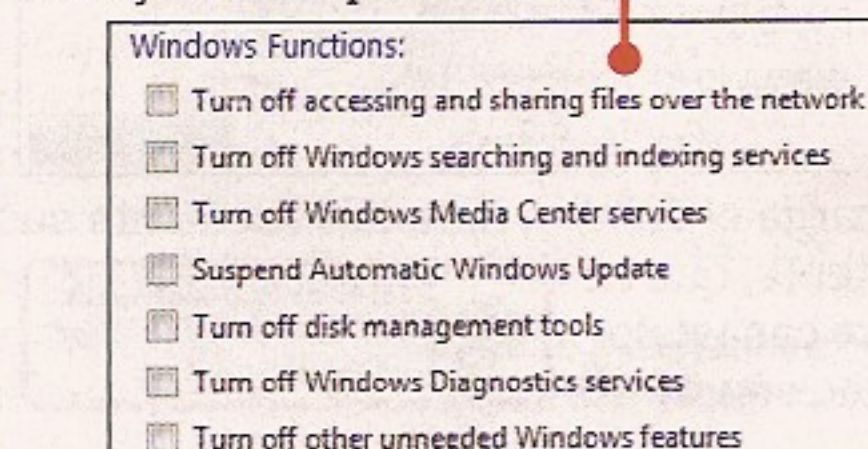 Windows Functions:
Turn off accessing and sharing files over the network
Turn off Windows searching and indexing services
Turn off Windows Media Center services
Suspend Automatic Windows Update
Turn off disk management tools
Turn off Windows Diagnostics services
Turn off other unneeded Windows features